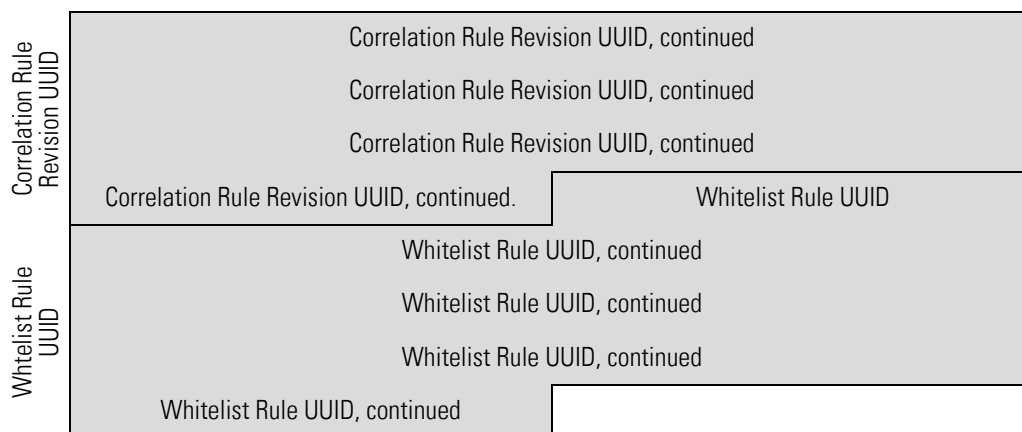 Correlation Rule
Revision UUID
Correlation Rule Revision UUID, continued
Correlation Rule Revision UUID, continued
Correlation Rule Revision UUID, continued
Correlation Rule Revision UUID, continued.
Whitelist Rule UUID
Whtelist Rule
UUID
Whitelist Rule UUID, continued
Whitelist Rule UUID, continued
Whitelist Rule UUID, continued
Whitelist Rule UUID, continued